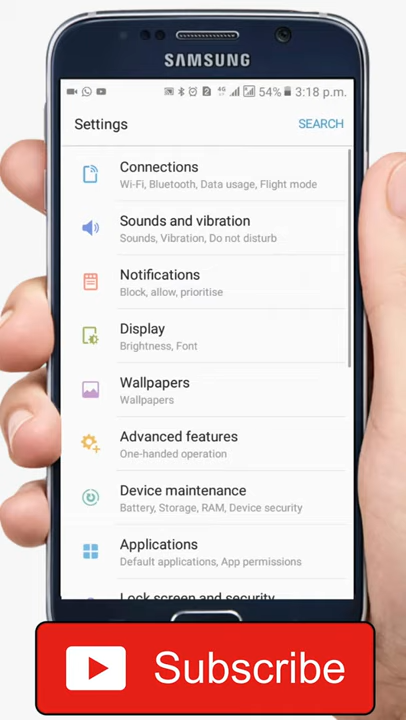 SAMSUNG
4G 54% 3:18 p.m.
Settings SEARCH
Connections
Wi-Fi, Bluetooth, Data usage, Flight mode
Sounds and vibration
Sounds, Vibration, Do not disturb
Notifications
Block, allow, prioritise
Display
Brightness, Font
Wallpapers
Wallpapers
Advanced features
One-handed operation
Device maintenance
Battery, Storage, RAM, Device security
Applications
Default applications, App permissions
Lock screen and security
Subscribe